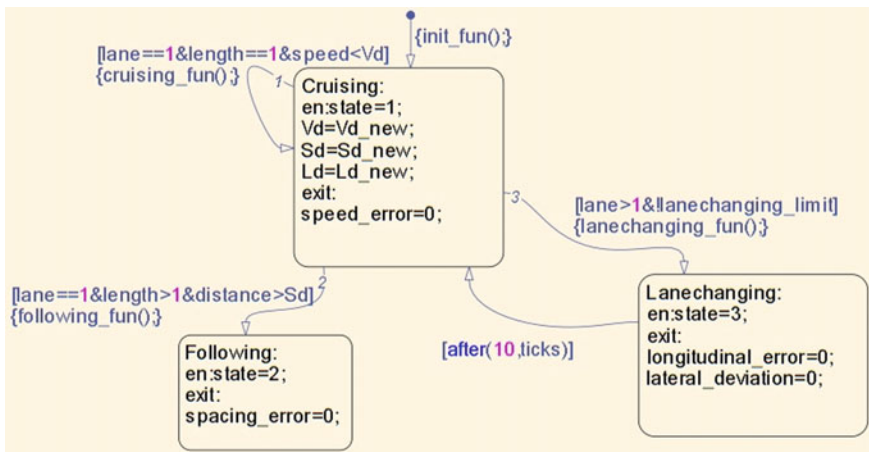 {init_fun();}
[lane==1&length==1&speed<Vd]
{cruising_fun();}
1
Cruising:
en:state=1;
Vd=Vd_new;
Sd=Sd_new;
Ld=Ld_new;
exit:
speed_error=0;
3
[lane>1&!lanechanging_limit]
{lanechanging_fun();}
2
[lane==1&length>1&distance>Sd]
{following_fun();}
Following:
en:state=2;
exit:
spacing_error=0;
[after(10,ticks)]
Lanechanging:
en:state=3;
exit:
longitudinal_error=0;
lateral_deviation=0;